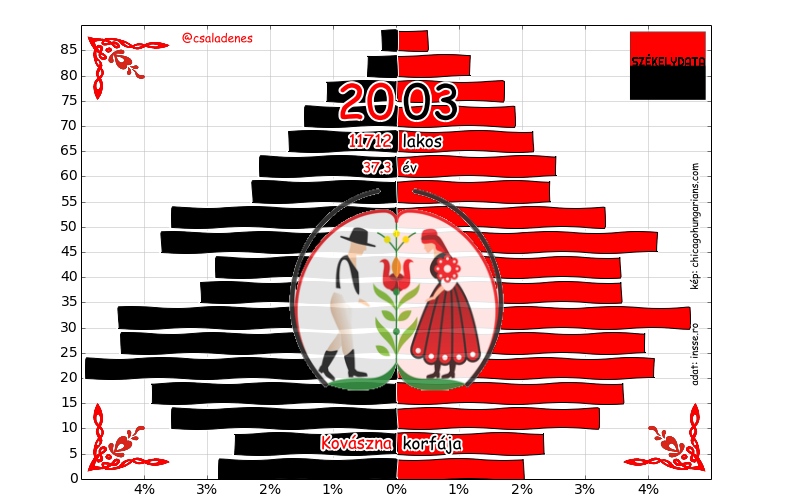 @csaladenes
SZÉKELYDATA
2003
11712 lakos
37.3 év
kép: chicagohungarians.com
adat: insse.ro
Kovászna korfája
85
80
75
70
65
60
55
50
45
40
35
30
25
20
15
10
5
0
4% 3% 2% 1% 0% 1% 2% 3% 4%